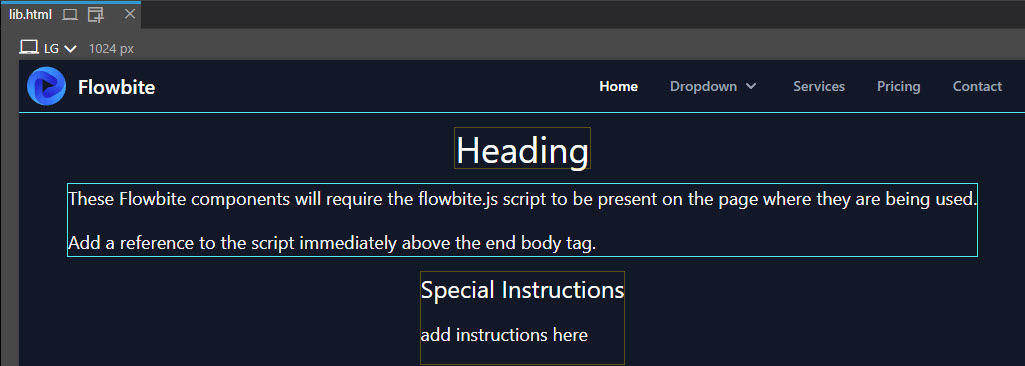 lib.html
LG 1024 px
Flowbite Home Dropdown Services Pricing Contact
Heading
These Flowbite components will require the flowbite.js script to be present on the page where they are being used.
Add a reference to the script immediately above the end body tag.
Special Instructions
add instructions here